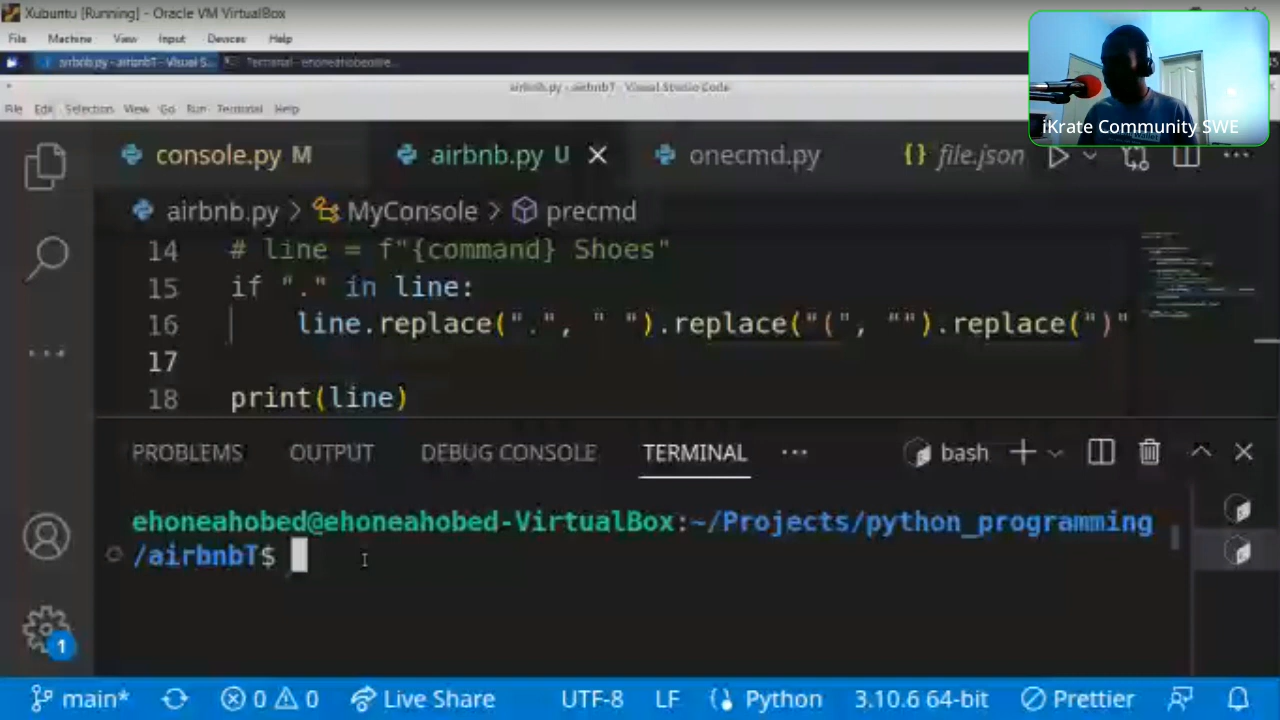 Xubuntu [Running] - Oracle VM VirtualBox
File Machine View Input Devices Help
airbnb.py - airbnbT - Visual S... Terminal - ehoneahobed@e...
airbnb.py - airbnbT - Visual Studio Code
File Edit Selection View Go Run Terminal Help
iKrate Community SWE
console.py M airbnb.py U onecmd.py {} file.json
airbnb.py > MyConsole > precmd
14 # line = f"{command} Shoes"
15 if "." in line:
16 line.replace(".", " ").replace("(", "").replace(")"
17
18 print(line)
PROBLEMS OUTPUT DEBUG CONSOLE TERMINAL ... bash
ehoneahobed@ehoneahobed-VirtualBox:~/Projects/python_programming
/airbnbT$
1
main* 0 0 Live Share UTF-8 LF Python 3.10.6 64-bit Prettier